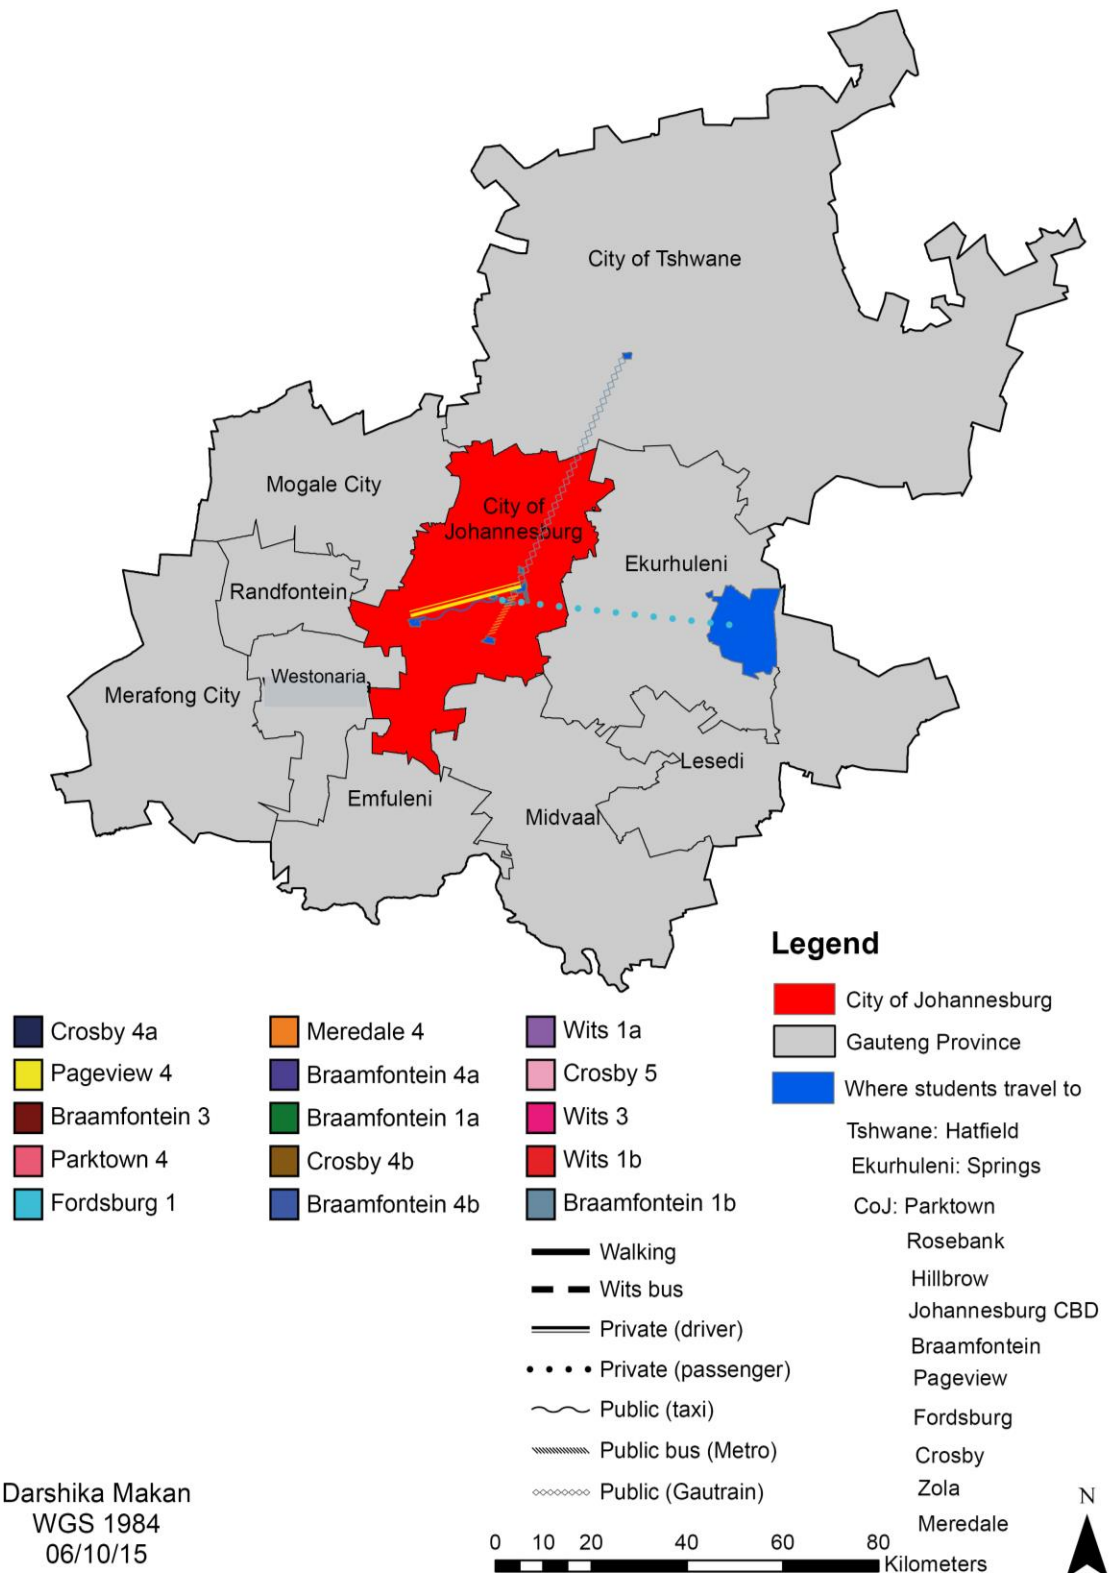 City of Tshwane
Mogale City
City of
Johannesburg
Ekurhuleni
Randfontein
Westonaria
Merafong City
Lesedi
Emfuleni
Midvaal
Legend
City of Johannesburg
Gauteng Province
Where students travel to
Tshwane: Hatfield
Ekurhuleni: Springs
CoJ: Parktown
Rosebank
Hillbrow
Johannesburg CBD
Braamfontein
Pageview
Fordsburg
Crosby
Zola
Meredale
Crosby 4a
Pageview 4
Braamfontein 3
Parktown 4
Fordsburg 1
Meredale 4
Braamfontein 4a
Braamfontein 1a
Crosby 4b
Braamfontein 4b
Wits 1a
Crosby 5
Wits 3
Wits 1b
Braamfontein 1b
Walking
Wits bus
Private (driver)
Private (passenger)
Public (taxi)
Public bus (Metro)
Public (Gautrain)
Darshika Makan
WGS 1984
06/10/15
0 10 20 40 60 80
Kilometers
N